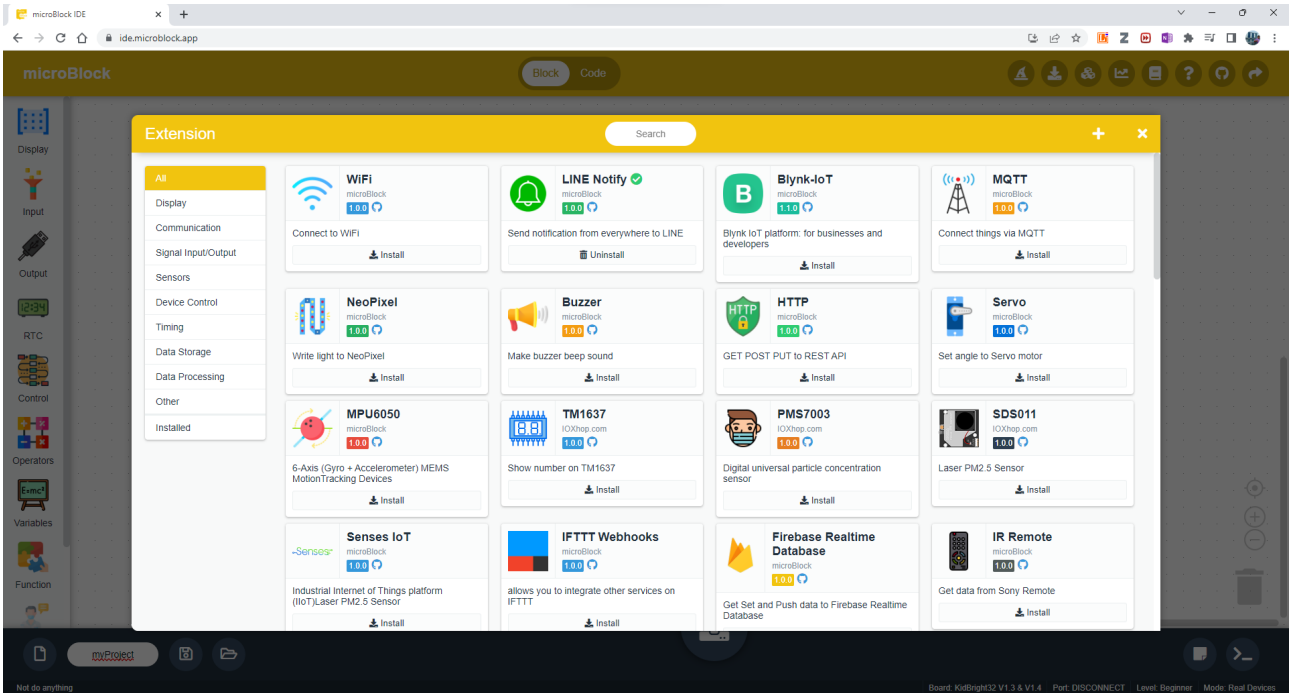 microBlock IDE
ide.microblock.app
microBlock
Block Code
Display
Input
Output
RTC
Control
Operators
Variables
Function
Extension
Search
All
Display
Communication
Signal Input/Output
Sensors
Device Control
Timing
Data Storage
Data Processing
Other
Installed
WiFi
microBlock
1.0.0
Connect to WiFi
Install
LINE Notify
microBlock
1.0.0
Send notification from everywhere to LINE
Uninstall
B
Blynk-IoT
microBlock
1.1.0
Blynk IoT platform: for businesses and
developers
Install
MQTT
microBlock
1.0.0
Connect things via MQTT
Install
NeoPixel
microBlock
1.0.0
Write light to NeoPixel
Install
Buzzer
microBlock
1.0.0
Make buzzer beep sound
Install
HTTP
HTTP
microBlock
1.0.0
GET POST PUT to REST API
Install
Servo
microBlock
1.0.0
Set angle to Servo motor
Install
MPU6050
microBlock
1.0.0
6-Axis (Gyro + Accelerometer) MEMS
MotionTracking Devices
Install
TM1637
IOXhop.com
1.0.0
Show number on TM1637
Install
PMS7003
IOXhop.com
1.0.0
Digital universal particle concentration
sensor
Install
SDS011
IOXhop.com
1.0.0
Laser PM2.5 Sensor
Install
Senses
Senses IoT
microBlock
1.0.0
Industrial Internet of Things platform
(IIoT)Laser PM2.5 Sensor
Install
IFTTT Webhooks
microBlock
1.0.0
allows you to integrate other services on
IFTTT
Install
Firebase Realtime
Database
microBlock
1.0.0
Get Set and Push data to Firebase Realtime
Database
IR Remote
microBlock
1.0.0
Get data from Sony Remote
Install
myProject
Not do anything
Board: KidBright32 V1.3 & V1.4 Port: DISCONNECT Level: Beginner Mode: Real Devices